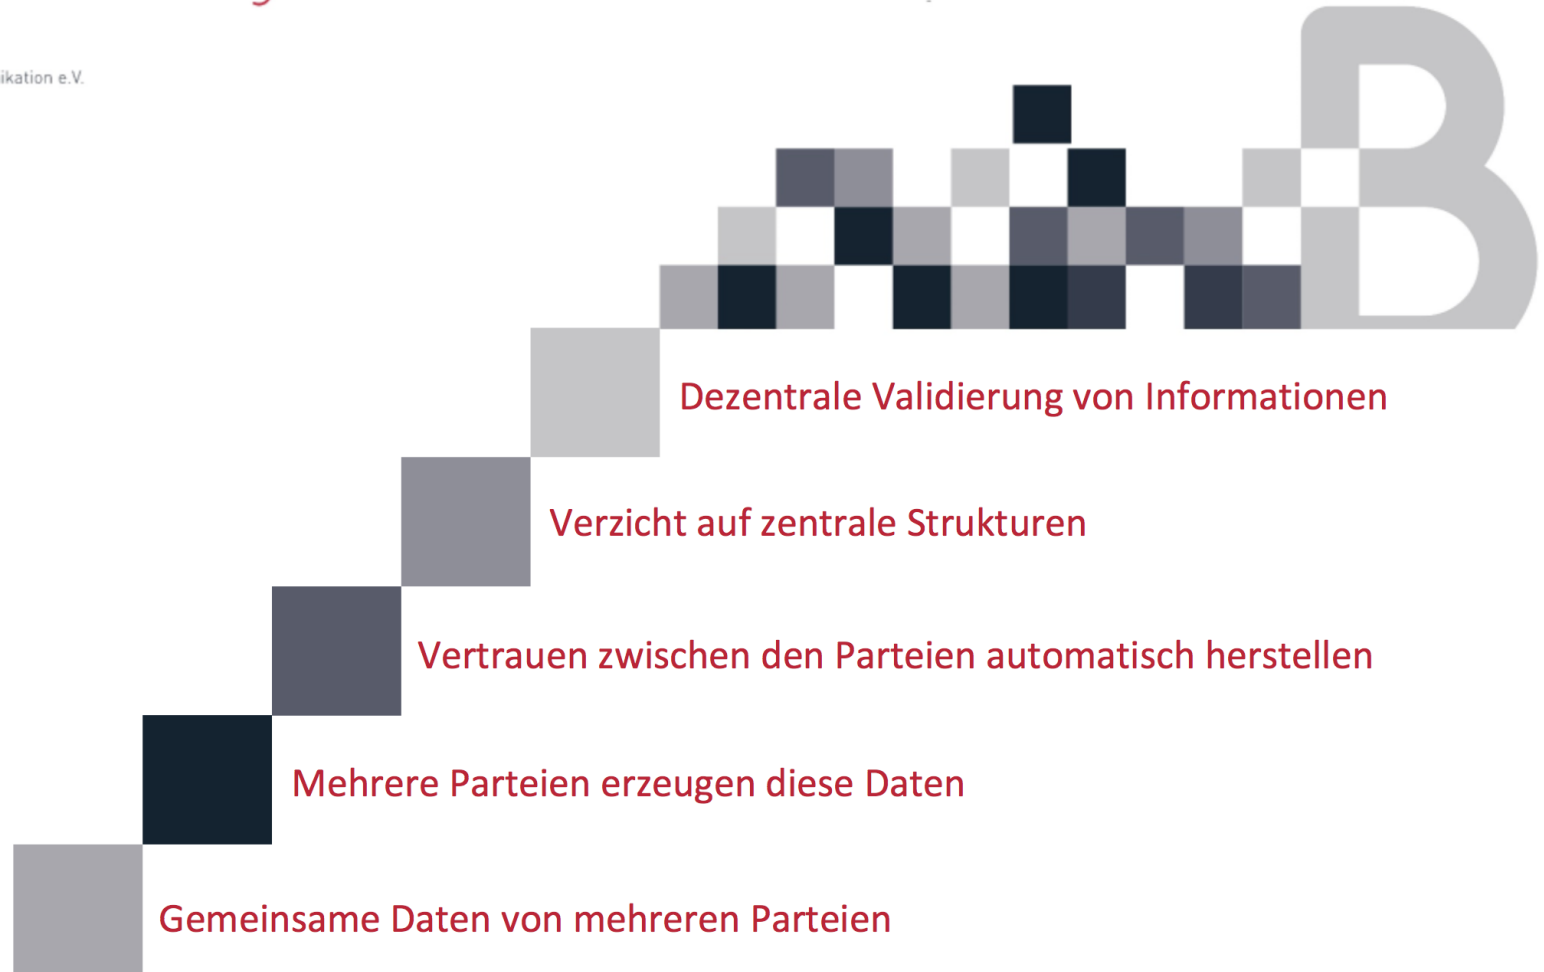 ikation e.V.
B
Dezentrale Validierung von Informationen
Verzicht auf zentrale Strukturen
Vertrauen zwischen den Parteien automatisch herstellen
Mehrere Parteien erzeugen diese Daten
Gemeinsame Daten von mehreren Parteien